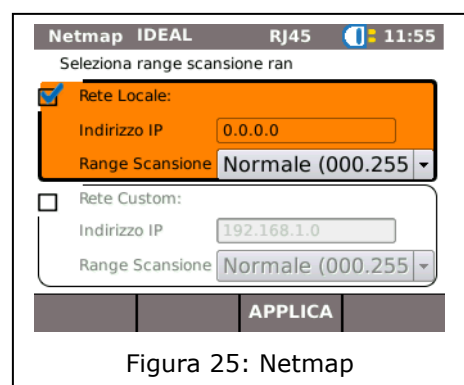 Netmap IDEAL RJ45 11:55
Seleziona range scansione ran
Rete Locale:
Indirizzo IP 0.0.0.0
Range Scansione Normale (000.255
Rete Custom:
Indirizzo IP 192.168.1.0
Range Scansione Normale (000.255
APPLICA
Figura 25: Netmap